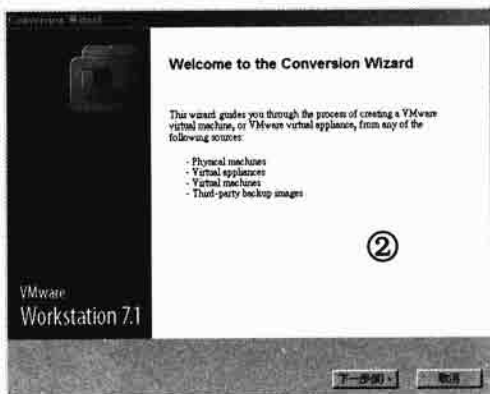 Conversion Wizard
Welcome to the Conversion Wizard
This wizard guides you through the process of creating a VMware
virtual machine, or VMware virtual appliance, from any of the
following sources:
- Physical machines
- Virtual appliances
- Virtual machines
- Third-party backup images
②
VMware
Workstation 7.1
下一步(N) >
取消